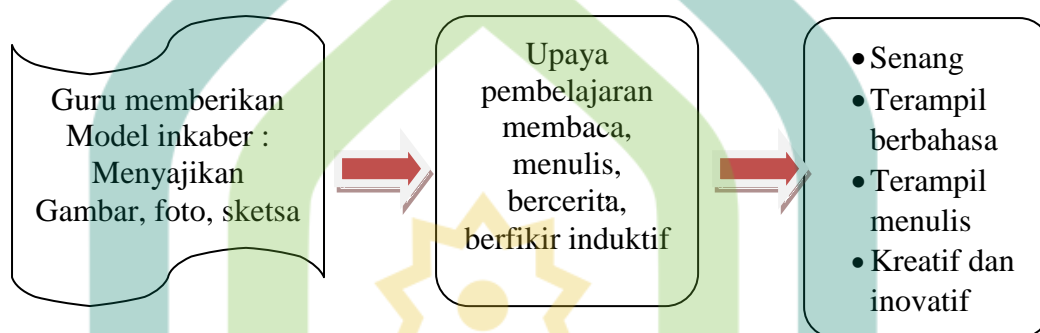 Guru memberikan
Model inkaber :
Menyajikan
Gambar, foto, sketsa
Upaya
pembelajaran
membaca,
menulis,
bercerita,
berfikir induktif
• Senang
• Terampil
berbahasa
• Terampil
menulis
• Kreatif dan
inovatif